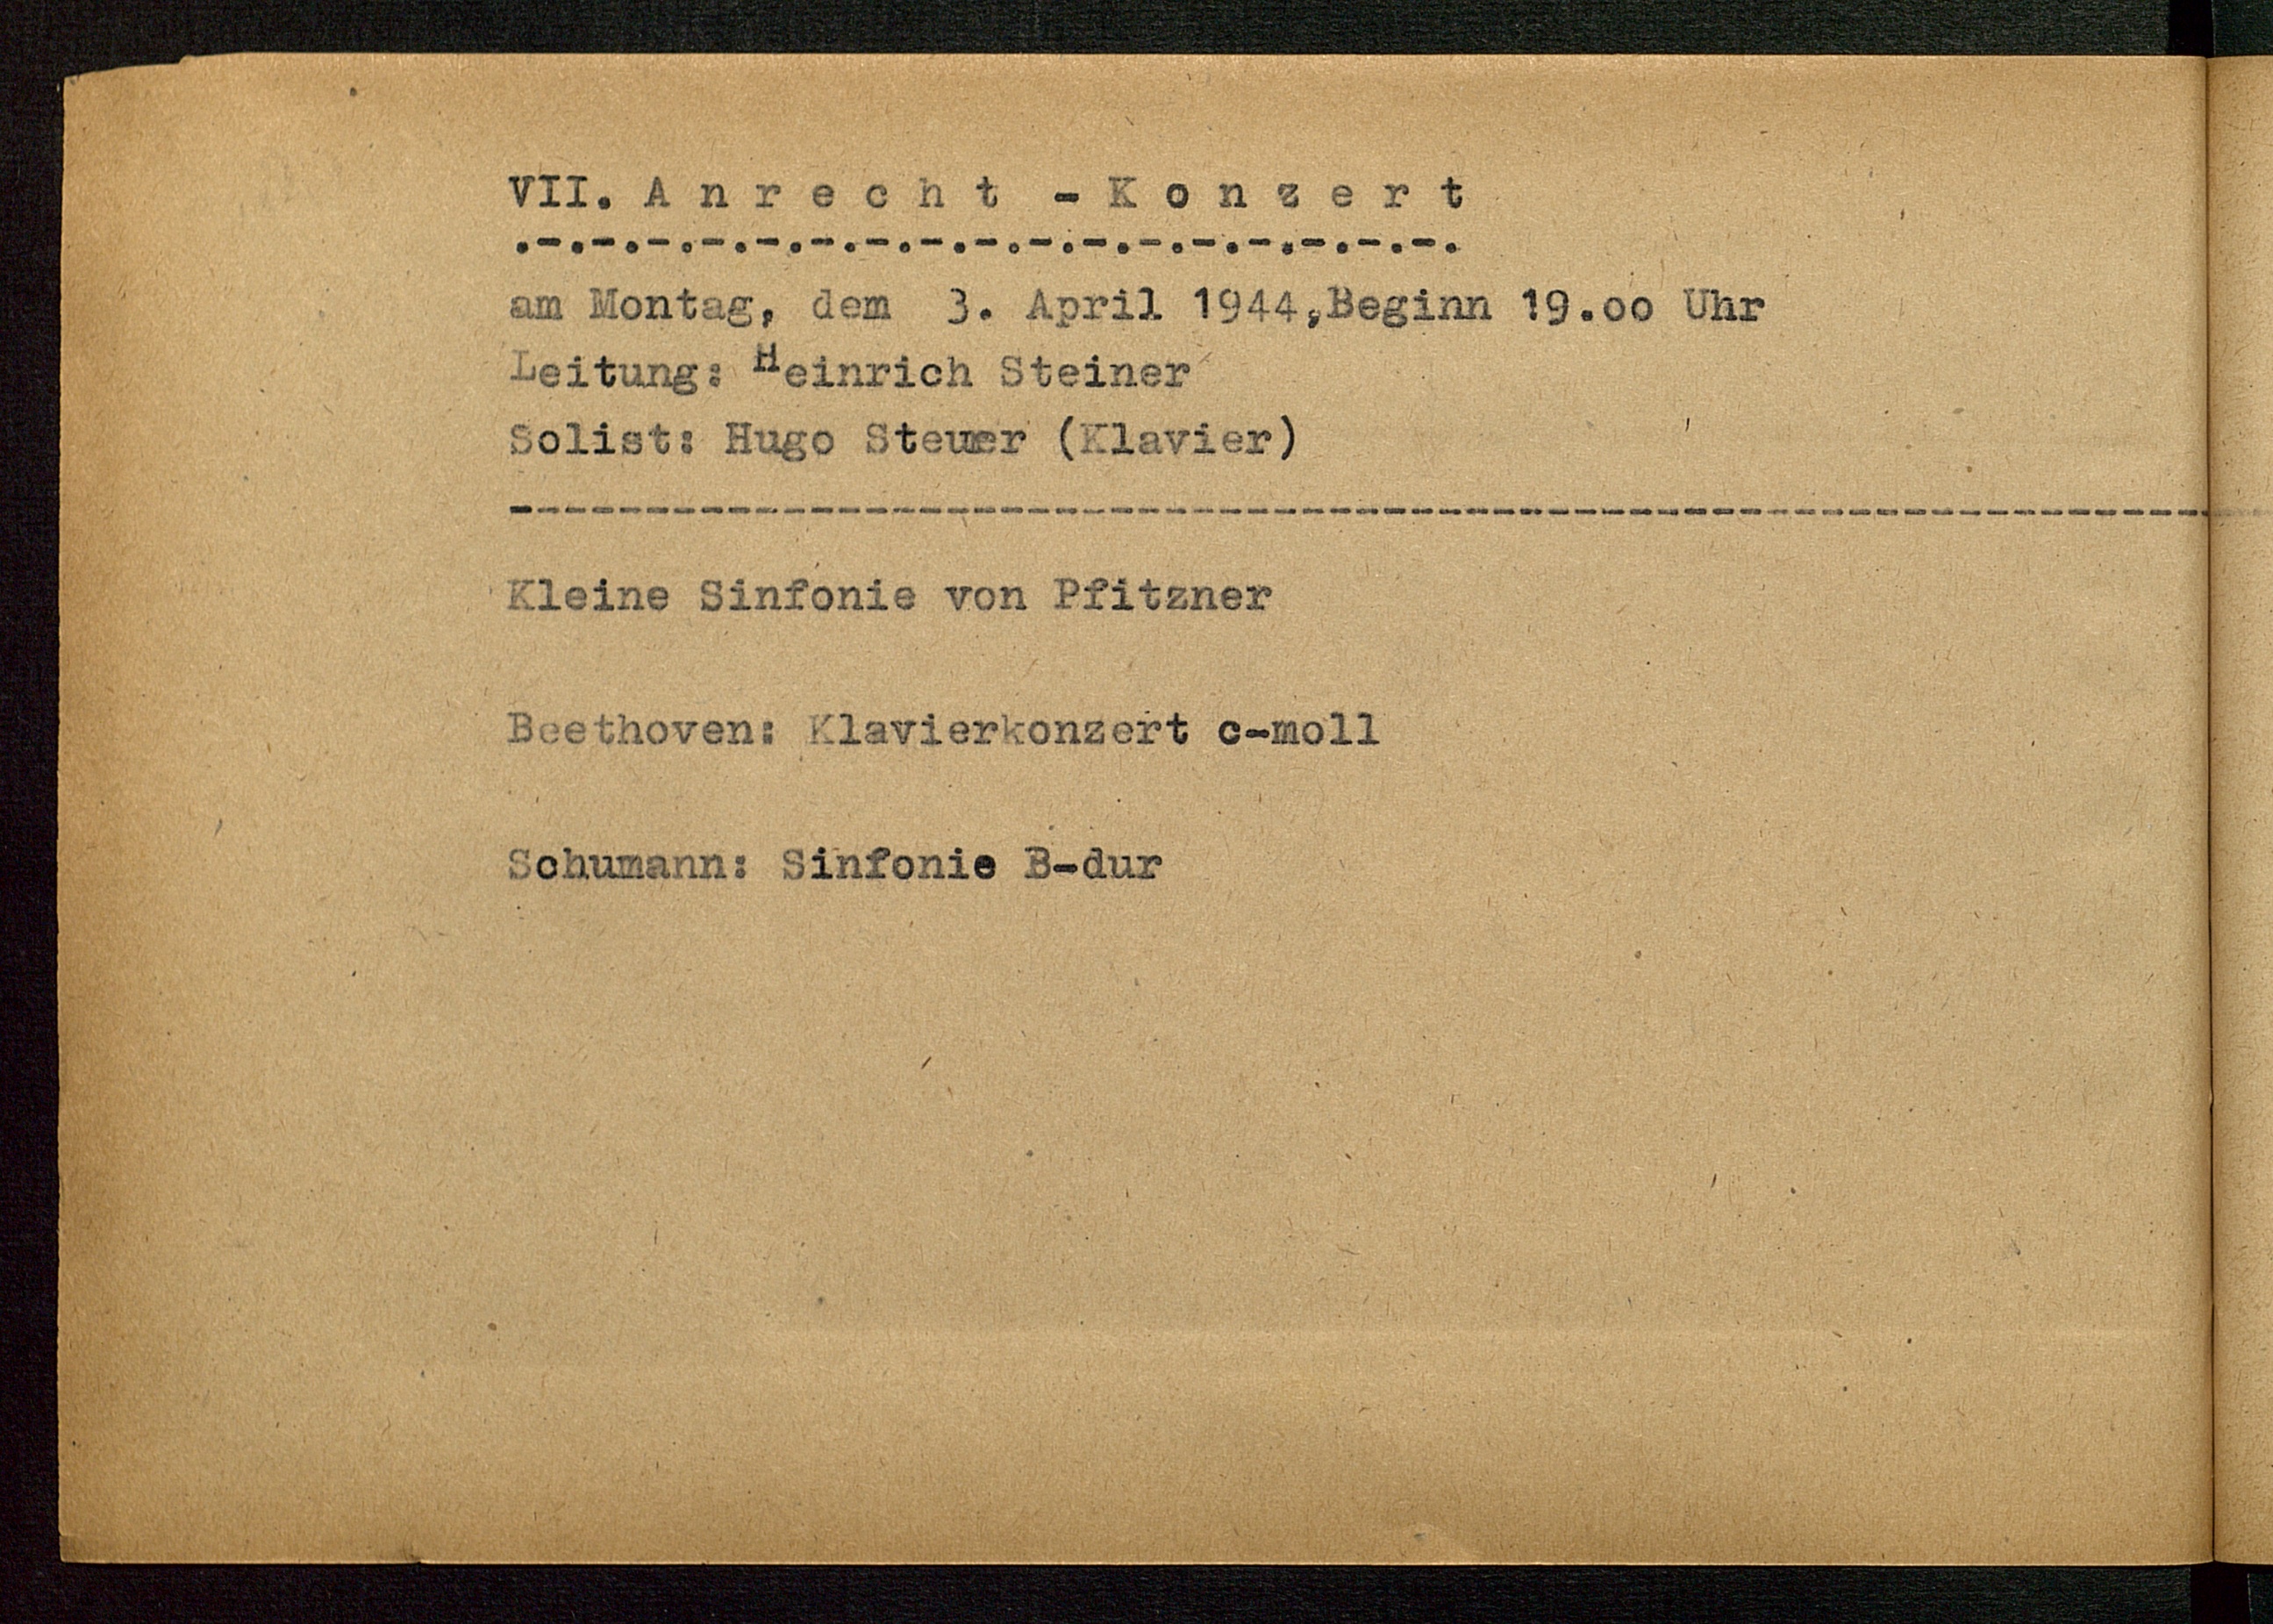 VII. A n r e c h t - K o n z e r t
.-.-.-.-.-.-.-.-.-.-.-.-.-.-.-.-.-.
am Montag, dem 3. April 1944,Beginn 19.oo Uhr
Leitung: Heinrich Steiner
Solist: Hugo Steuer (Klavier)
----------------------------------------------------------------
Kleine Sinfonie von Pfitzner
Beethoven: Klavierkonzert c-moll
Schumann: Sinfonie B-dur